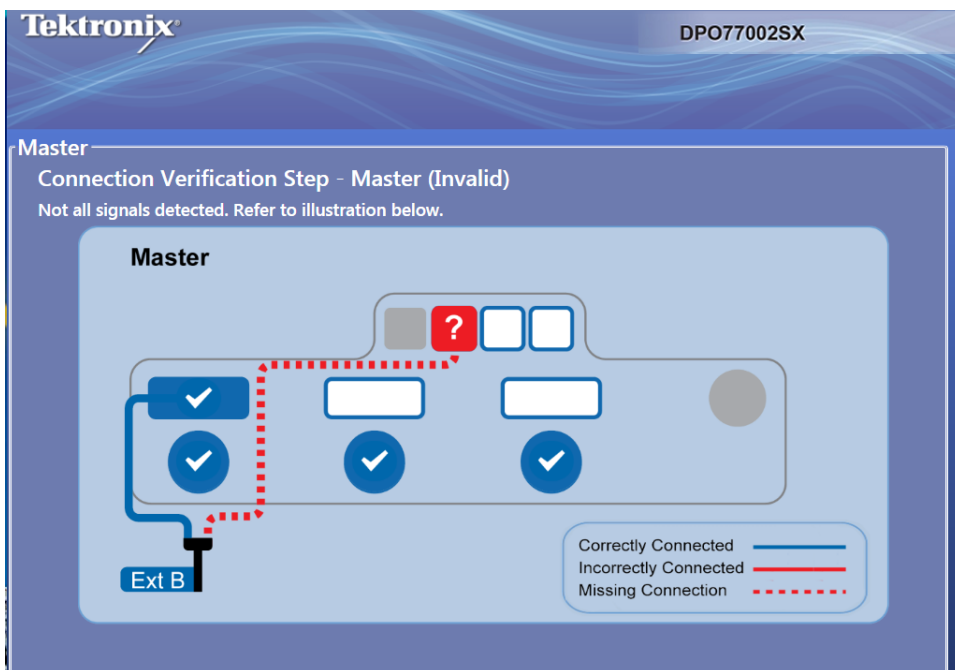 Tektronix
DPO77002SX
Master
Connection Verification Step - Master (Invalid)
Not all signals detected. Refer to illustration below.
Master
?
Ext B
Correctly Connected
Incorrectly Connected
Missing Connection